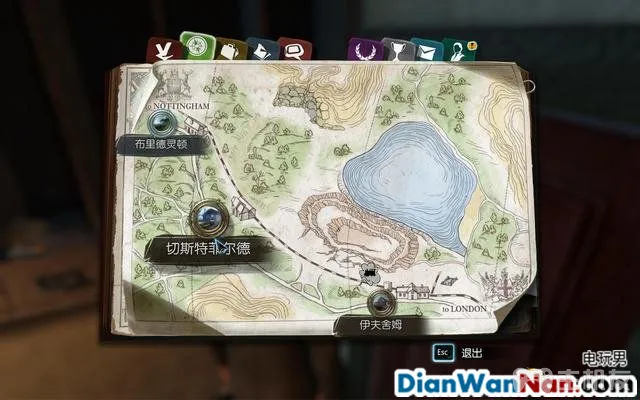 to NOTTINGHAM
布里德灵顿
切斯特菲尔德
to LONDON
伊夫舍姆
Esc 退出
电玩男
DianWanNan.com